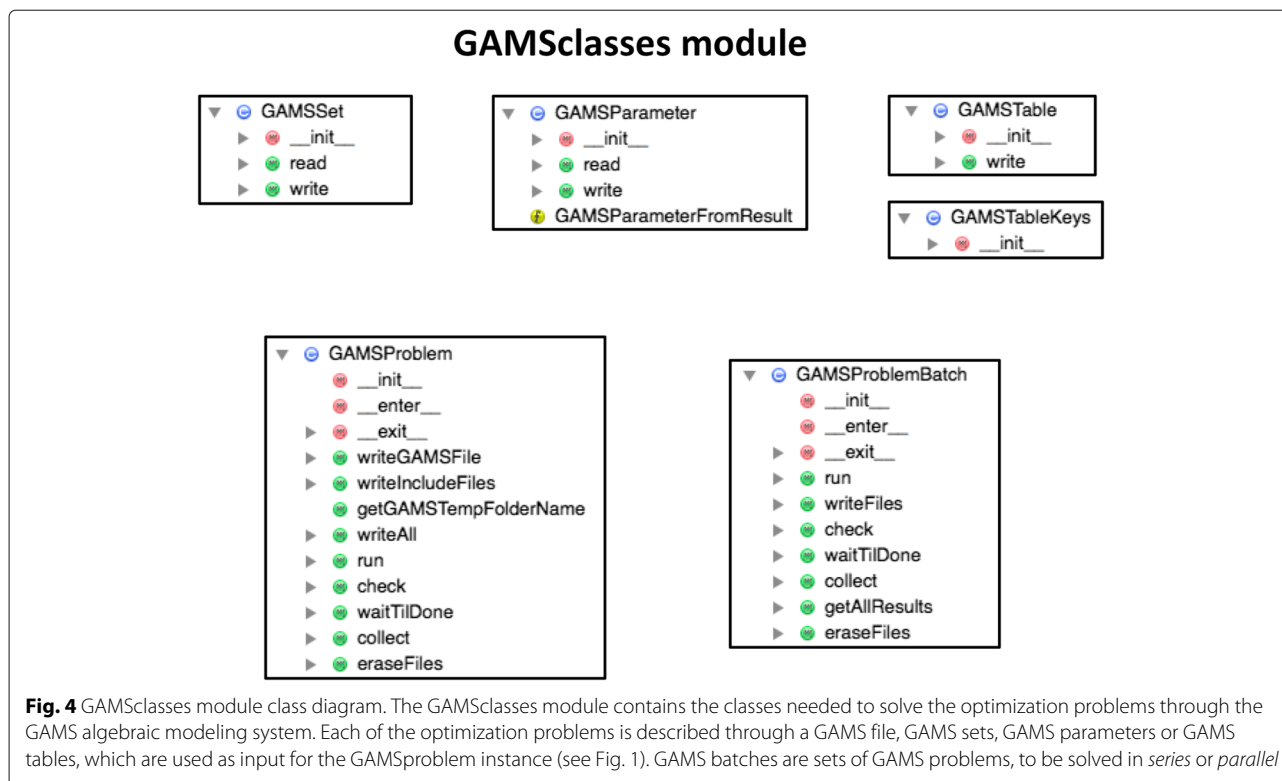 GAMSclasses module
GAMSSet
__init__
read
write
GAMSParameter
__init__
read
write
GAMSParameterFromResult
GAMSTable
__init__
write
GAMSTableKeys
__init__
GAMSProblem
__init__
__enter__
__exit__
writeGAMSFile
writeIncludeFiles
getGAMSTempFolderName
writeAll
run
check
waitTilDone
collect
eraseFiles
GAMSProblemBatch
__init__
__enter__
__exit__
run
writeFiles
check
waitTilDone
collect
getAllResults
eraseFiles
Fig. 4 GAMSclasses module class diagram. The GAMSclasses module contains the classes needed to solve the optimization problems through the
GAMS algebraic modeling system. Each of the optimization problems is described through a GAMS file, GAMS sets, GAMS parameters or GAMS
tables, which are used as input for the GAMSproblem instance (see Fig. 1). GAMS batches are sets of GAMS problems, to be solved in series or parallel